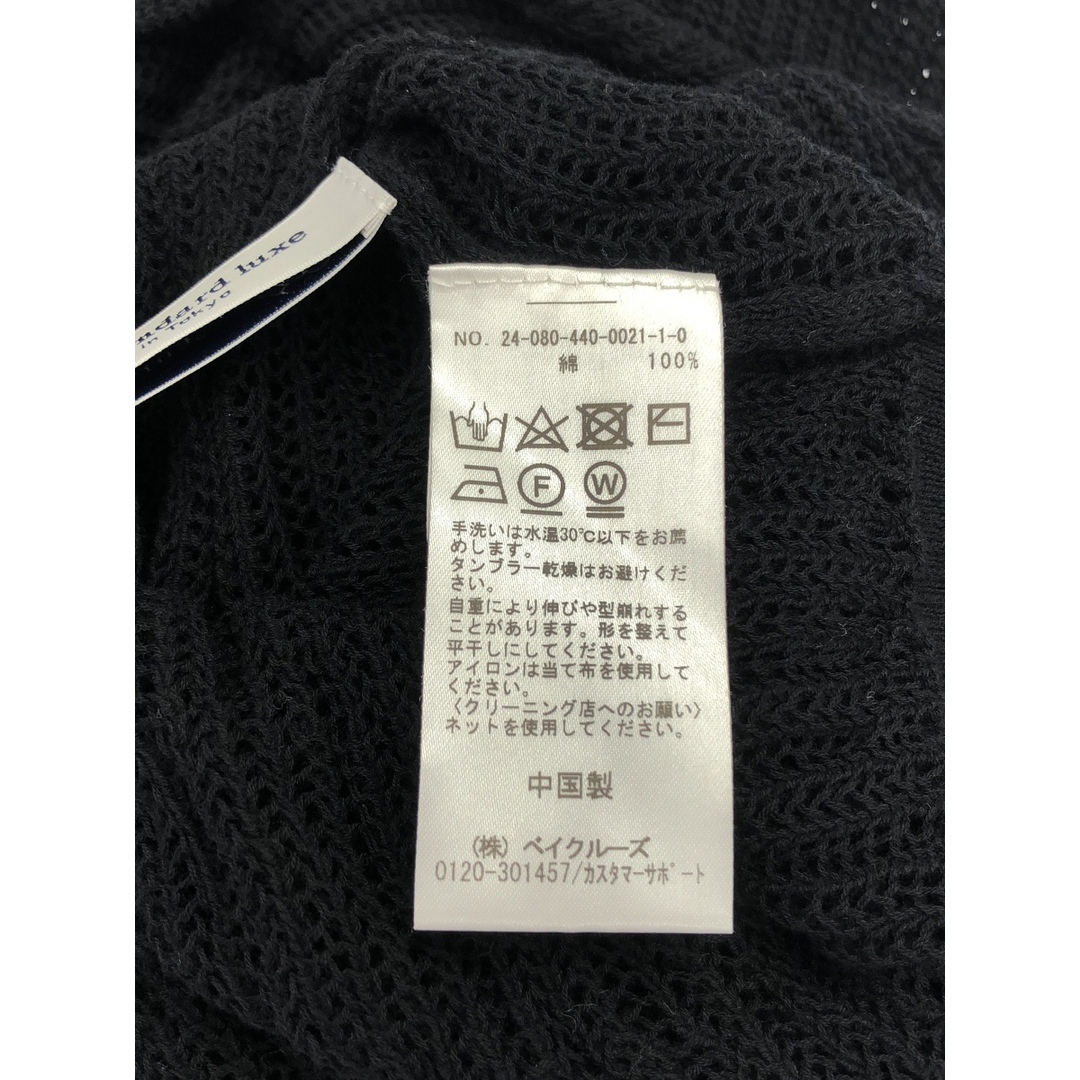 luxe
in Tokyo
NO. 24-080-440-0021-1-0
綿 100%
F W
手洗いは水温30℃以下をお薦
めします。
タンブラー乾燥はお避けくだ
さい。
自重により伸びや型崩れする
ことがあります。形を整えて
平干しにしてください。
アイロンは当て布を使用して
ください。
〈クリーニング店へのお願い〉
ネットを使用してください。
中国製
(株) ベイクルーズ
0120-301457/カスタマーサポート